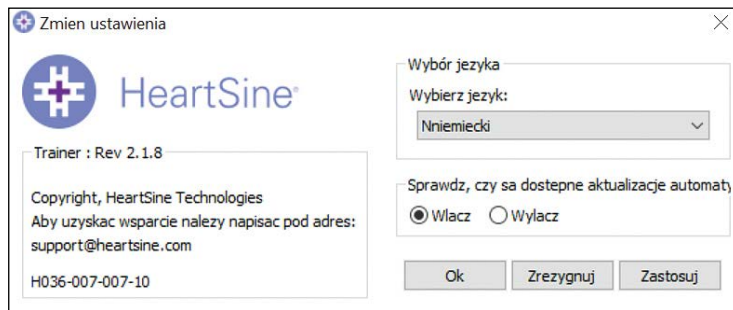 Zmien ustawienia
HeartSine®
Trainer : Rev 2.1.8
Copyright, HeartSine Technologies
Aby uzyskac wsparcie nalezy napisac pod adres:
support@heartsine.com
H036-007-007-10
Wybór jezyka
Wybierz jezyk:
Nniemiecki
Sprawdz, czy sa dostepne aktualizacje automaty
Wlacz Wylacz
Ok Zrezygnuj Zastosuj